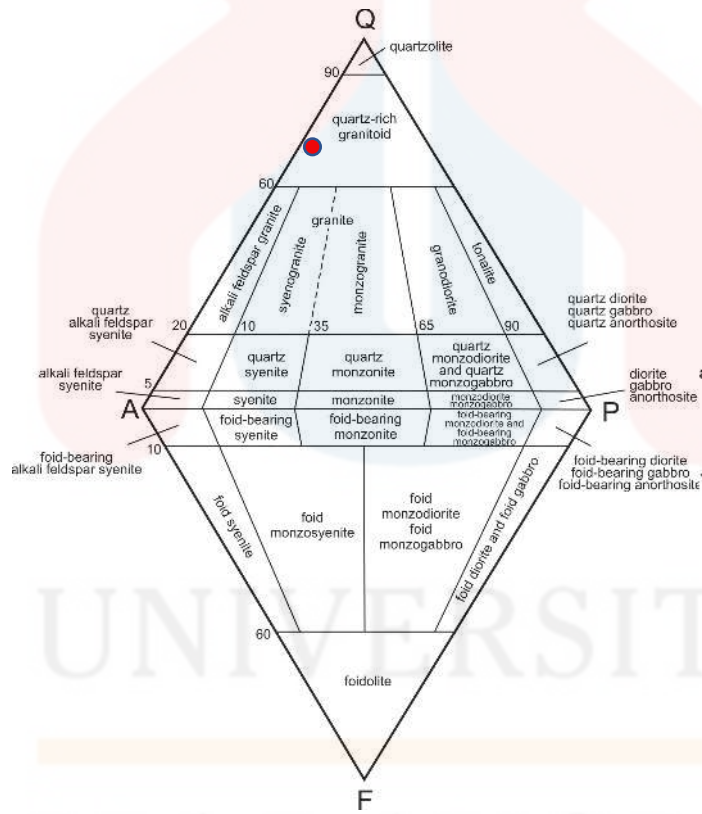 Q
quartzolite
90
quartz-rich
granitoid
60
alkali feldspar granite
granite
syenogranite
monzogranite
granodiorite
tonalite
quartz
alkali feldspar
syenite
20
10
35
65
90
quartz diorite
quartz gabbro
quartz anorthosite
quartz
syenite
quartz
monzonite
quartz
monzodiorite
and quartz
monzogabbro
alkali feldspar
syenite
5
diorite
gabbro
anorthosite
A
syenite
monzonite
monzodiorite
monzogabbro
P
foid-bearing
syenite
foid-bearing
monzonite
foid-bearing
monzodiorite and
foid-bearing
monzogabbro
10
foid-bearing
alkali feldspar syenite
foid-bearing diorite
foid-bearing gabbro
foid-bearing anorthosite
foid syenite
foid
monzosyenite
foid
monzodiorite
foid
monzogabbro
foid diorite and foid gabbro
UNIVERSIT
60
foidolite
F